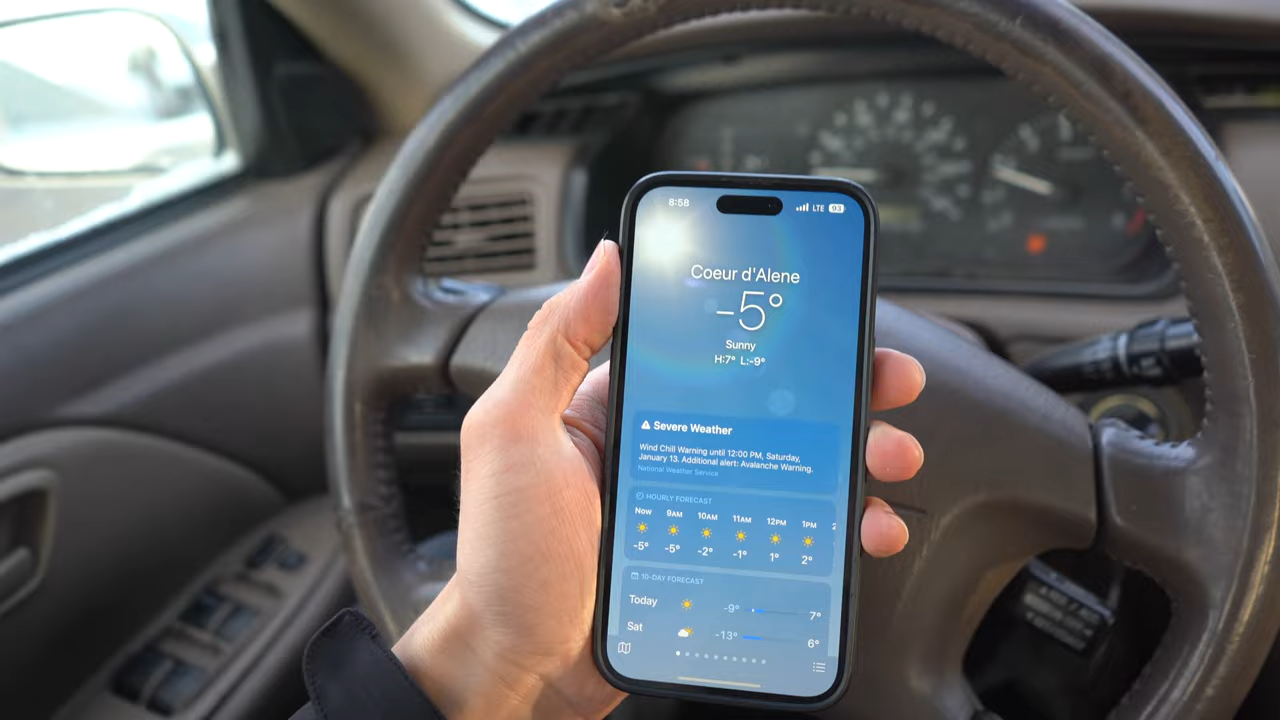 8:58
LTE 93
Coeur d'Alene
-5°
Sunny
H:7° L:-9°
Severe Weather
Wind Chill Warning until 12:00 PM, Saturday,
January 13. Additional alert: Avalanche Warning.
National Weather Service
HOURLY FORECAST
Now 9AM 10AM 11AM 12PM 1PM 2
-5° -5° -2° -1° 1° 2°
10-DAY FORECAST
Today -9° 7°
Sat -13° 6°